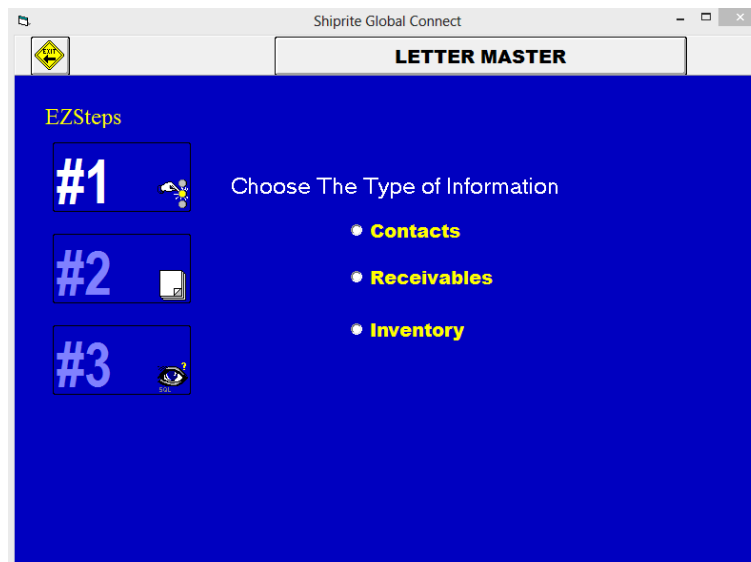 Shiprite Global Connect
EXIT
LETTER MASTER
EZSteps
#1
Choose The Type of Information
Contacts
Receivables
#2
Inventory
#3
?
SQL